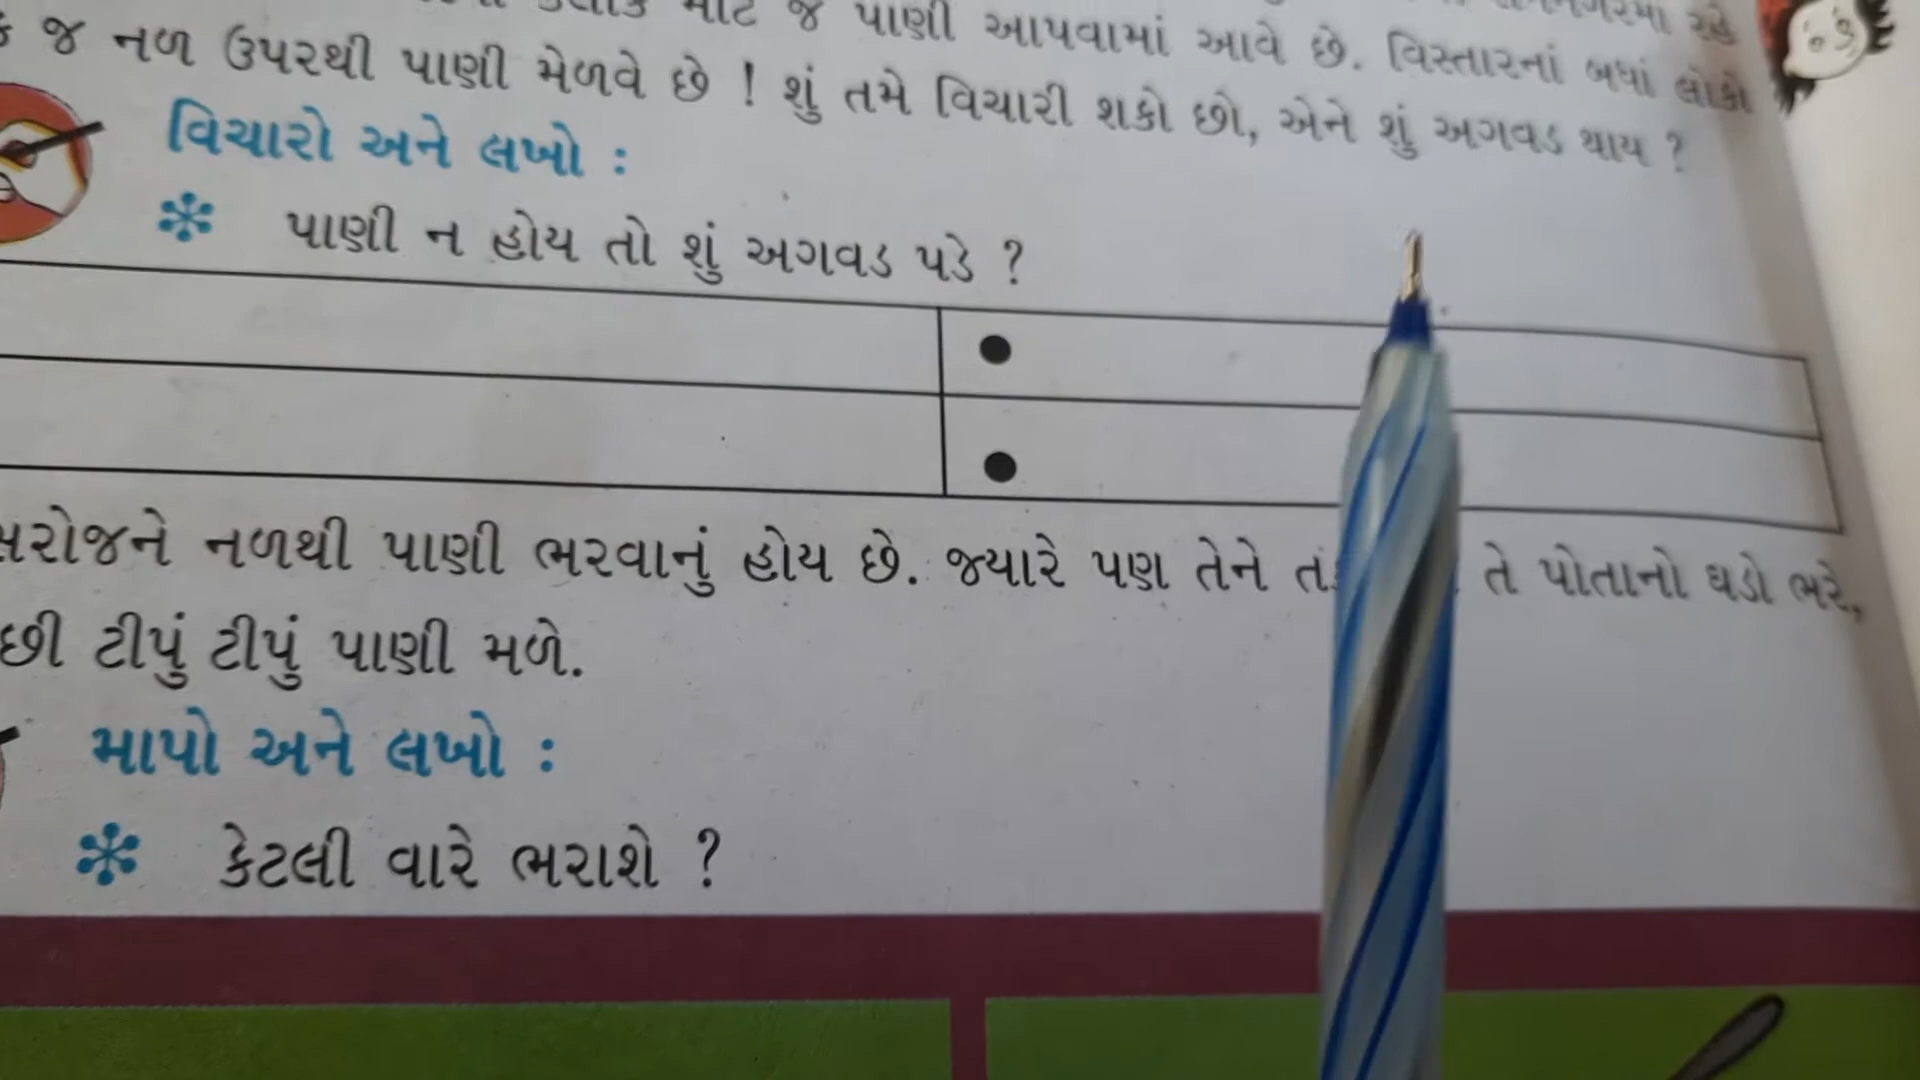 માટે જ પાણી આપવામાં આવે છે. વિસ્તારનાં બધાં લોકો
જ નળ ઉપરથી પાણી મેળવે છે ! શું તમે વિચારી શકો છો, એને શું અગવડ થાય ?
વિચારો અને લખો :
પાણી ન હોય તો શું અગવડ પડે ?
સરોજને નળથી પાણી ભરવાનું હોય છે. જ્યારે પણ તેને તે પોતાનો ઘડો ભરે,
ટીપું ટીપું પાણી મળે.
માપો અને લખો :
કેટલી વારે ભરાશે ?